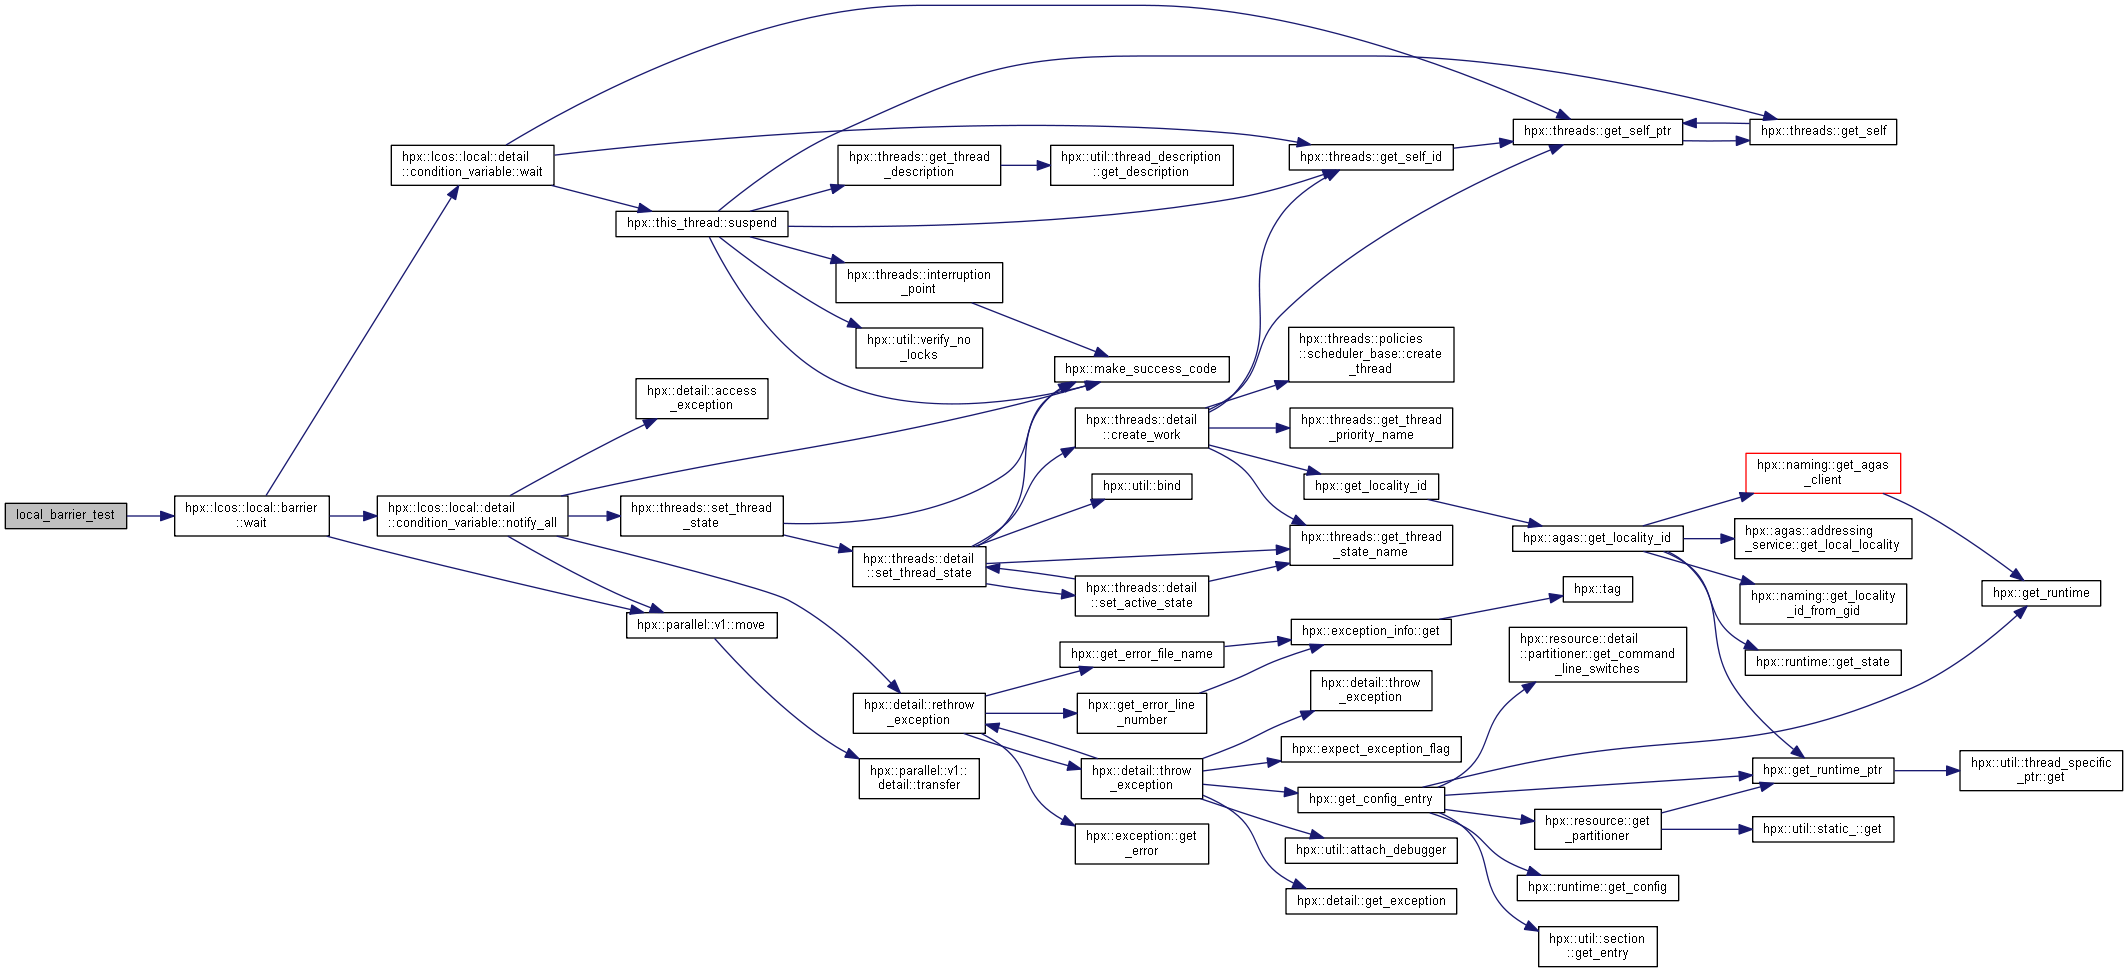 local_barrier_test
hpx::lcos::local::barrier
::wait
hpx::lcos::local::detail
::condition_variable::wait
hpx::lcos::local::detail
::condition_variable::notify_all
hpx::this_thread::suspend
hpx::detail::access
_exception
hpx::threads::set_thread
_state
hpx::parallel::v1::move
hpx::threads::get_thread
_description
hpx::threads::interruption
_point
hpx::util::verify_no
_locks
hpx::threads::detail
::set_thread_state
hpx::detail::rethrow
_exception
hpx::parallel::v1::
detail::transfer
hpx::util::thread_description
::get_description
hpx::make_success_code
hpx::threads::detail
::create_work
hpx::util::bind
hpx::threads::detail
::set_active_state
hpx::get_error_file_name
hpx::get_error_line
_number
hpx::detail::throw
_exception
hpx::exception::get
_error
hpx::threads::get_self_id
hpx::threads::policies
::scheduler_base::create
_thread
hpx::threads::get_thread
_priority_name
hpx::get_locality_id
hpx::threads::get_thread
_state_name
hpx::exception_info::get
hpx::detail::throw
_exception
hpx::expect_exception_flag
hpx::get_config_entry
hpx::util::attach_debugger
hpx::detail::get_exception
hpx::threads::get_self_ptr
hpx::agas::get_locality_id
hpx::tag
hpx::resource::detail
::partitioner::get_command
_line_switches
hpx::resource::get
_partitioner
hpx::runtime::get_config
hpx::util::section
::get_entry
hpx::threads::get_self
hpx::naming::get_agas
_client
hpx::agas::addressing
_service::get_local_locality
hpx::naming::get_locality
_id_from_gid
hpx::runtime::get_state
hpx::get_runtime_ptr
hpx::util::static_::get
hpx::get_runtime
hpx::util::thread_specific
_ptr::get